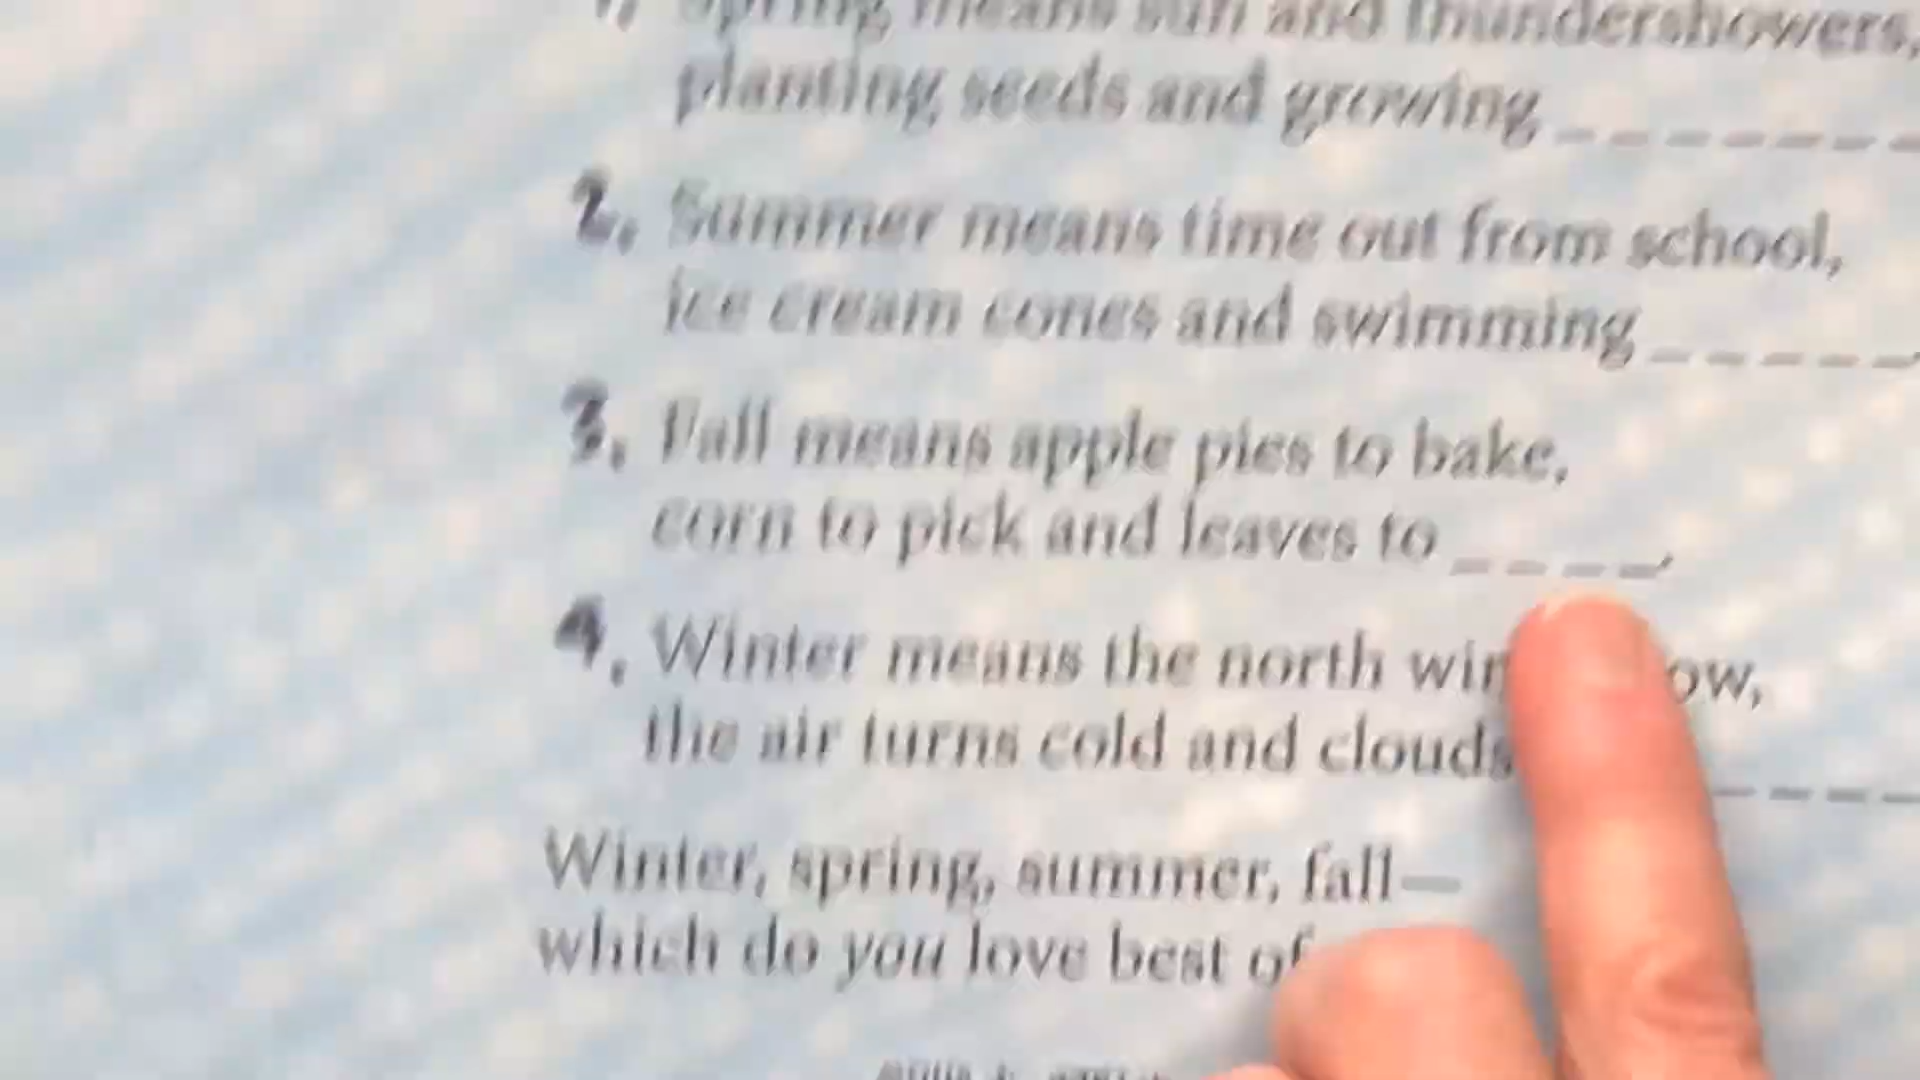 1, Spring means sun and thundershowers,
planting seeds and growing _ _ _ _ _ _ _
2, Summer means time out from school,
ice cream cones and swimming _ _ _ _ _.
3, Fall means apple pies to bake,
corn to pick and leaves to _ _ _ _.
4, Winter means the north wind
the air turns cold and clouds _ _ _ _
Winter, spring, summer, fall—
which do you love best of